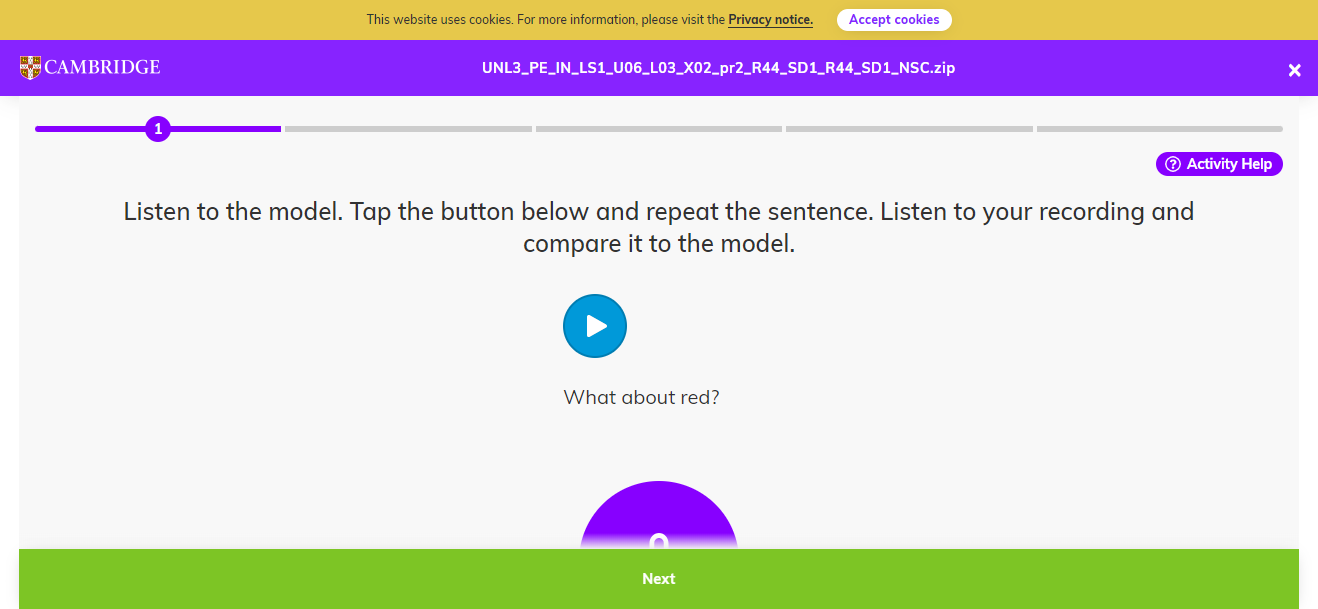 This website uses cookies. For more information, please visit the Privacy notice. Accept cookies
CAMBRIDGE
UNL3_PE_IN_LS1_U06_L03_X02_pr2_R44_SD1_R44_SD1_NSC.zip
1
Activity Help
Listen to the model. Tap the button below and repeat the sentence. Listen to your recording and
compare it to the model.
What about red?
Next